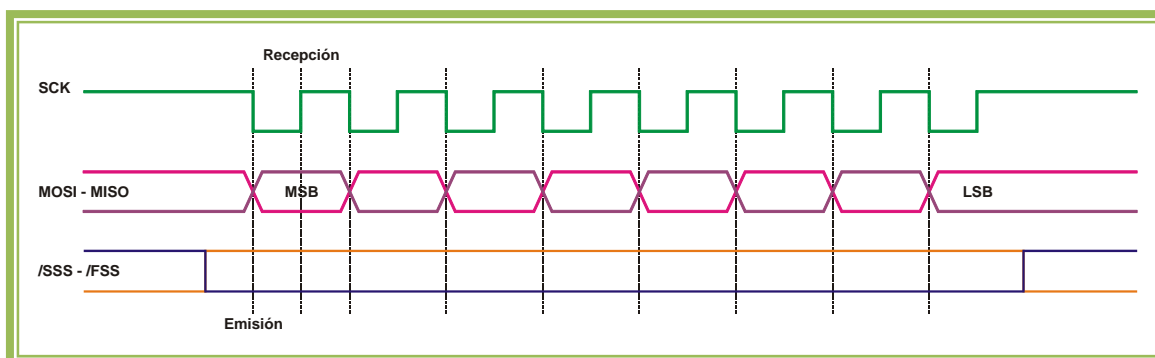 Recepción
SCK
MOSI - MISO
MSB
LSB
/SSS - /FSS
Emisión